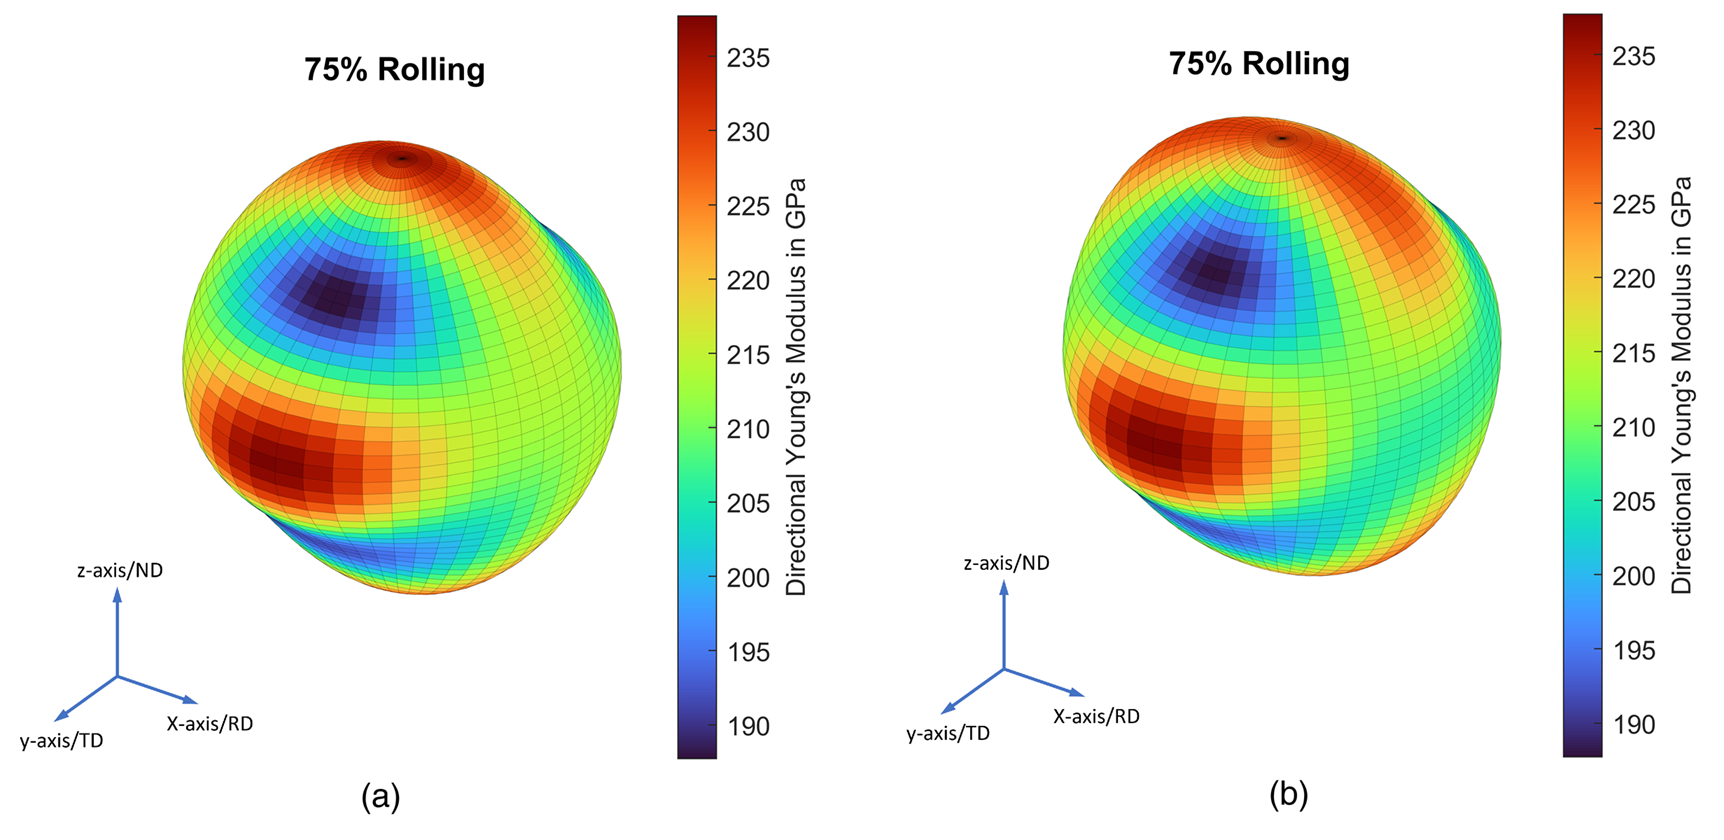 75% Rolling
235
230
225
220
215
210
205
200
195
190
Directional Young's Modulus in GPa
z-axis/ND
X-axis/RD
y-axis/TD
(a)
75% Rolling
235
230
225
220
215
210
205
200
195
190
Directional Young's Modulus in GPa
z-axis/ND
X-axis/RD
y-axis/TD
(b)